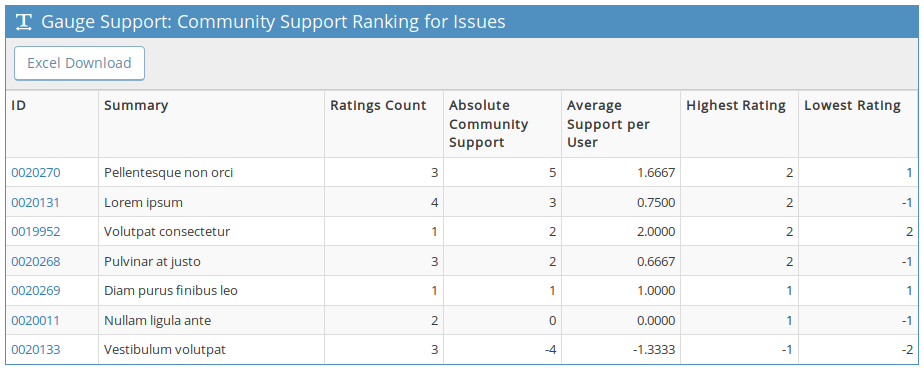 Gauge Support: Community Support Ranking for Issues
Excel Download
ID Summary Ratings Count Absolute Community Support Average Support per User Highest Rating Lowest Rating
0020270 Pellentesque non orci 3 5 1.6667 2 1
0020131 Lorem ipsum 4 3 0.7500 2 -1
0019952 Volutpat consectetur 1 2 2.0000 2 2
0020268 Pulvinar at justo 3 2 0.6667 2 -1
0020269 Diam purus finibus leo 1 1 1.0000 1 1
0020011 Nullam ligula ante 2 0 0.0000 1 -1
0020133 Vestibulum volutpat 3 -4 -1.3333 -1 -2